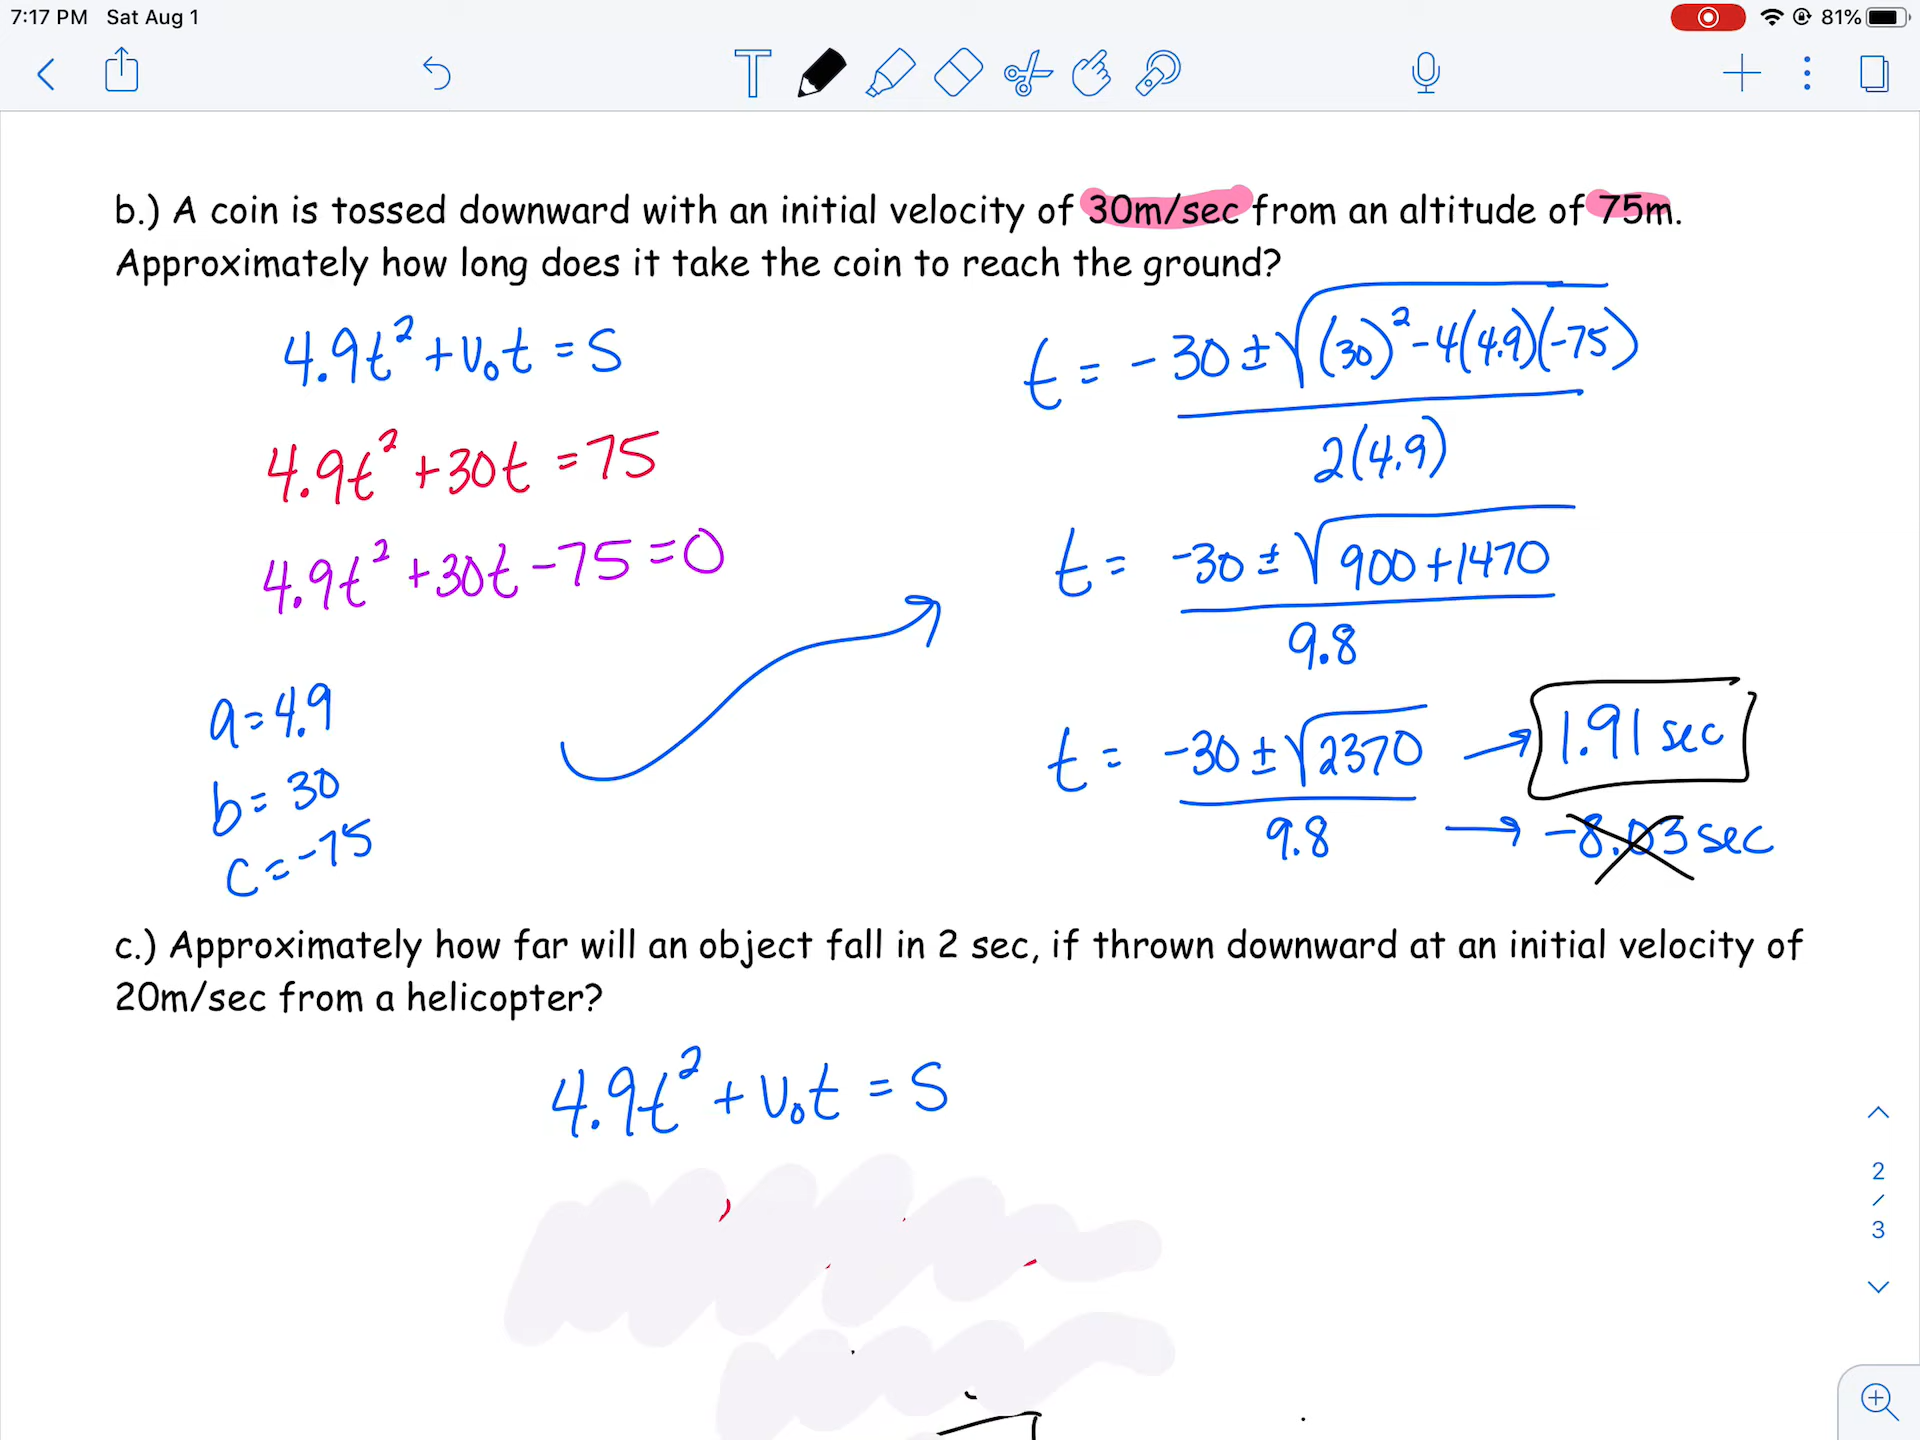 7:17 PM Sat Aug 1
81%
T
b.) A coin is tossed downward with an initial velocity of 30m/sec from an altitude of 75m.
Approximately how long does it take the coin to reach the ground?
4.9t² + v₀t = S
4.9t² + 30t = 75
4.9t² + 30t - 75 = 0
a = 4.9
b = 30
c = -75
t = -30 ± √(30)² - 4(4.9)(-75)
2(4.9)
t = -30 ± √900 + 1470
9.8
t = -30 ± √2370 → 1.91 sec
9.8 → -8.03 sec
c.) Approximately how far will an object fall in 2 sec, if thrown downward at an initial velocity of
20m/sec from a helicopter?
4.9t² + v₀t = S
2
/
3